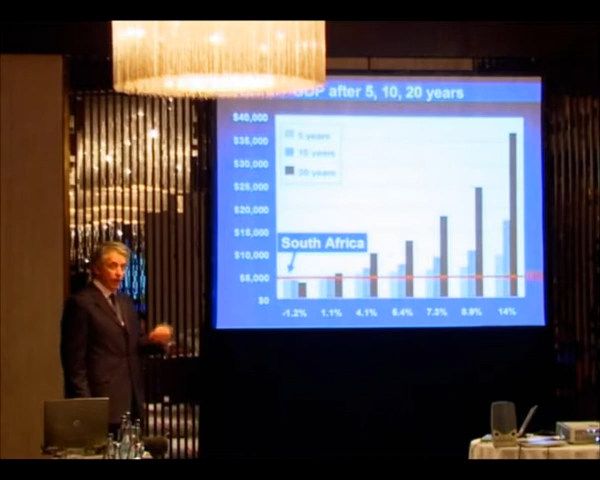 GDP after 5, 10, 20 years
$40,000
5 years
$35,000
10 years
$30,000
20 years
$25,000
$20,000
$15,000
South Africa
$10,000
$5,000
$0
-1.2% 1.1% 4.1% 5.4% 7.3% 8.9% 14%